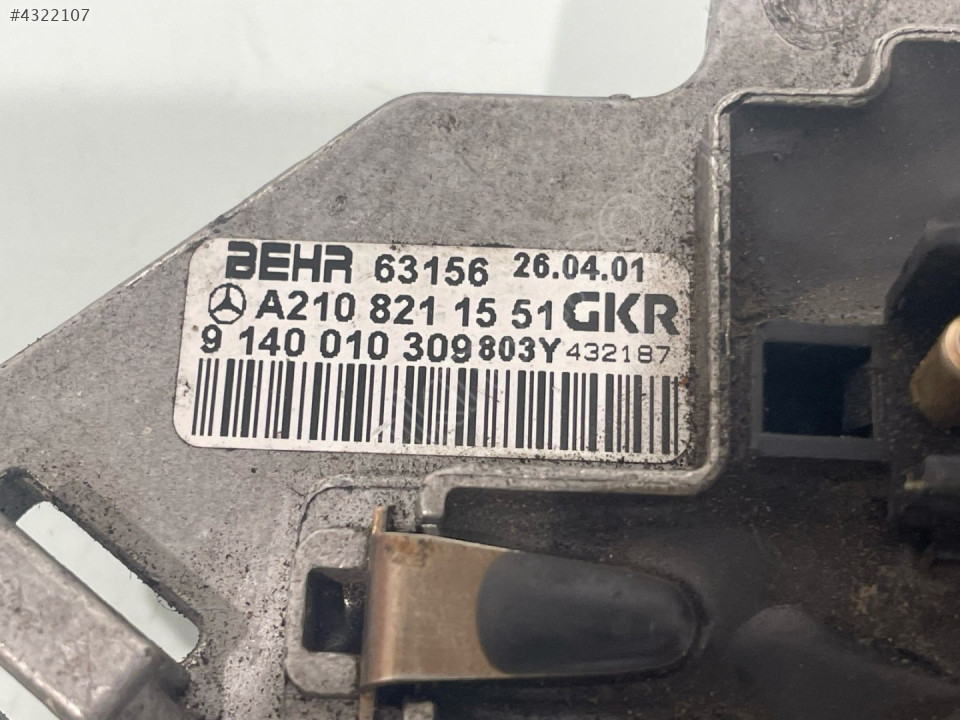 #4322107
BEHR 63156 26.04.01
A210 821 15 51 GKR
9 140 010 309 803Y 432187